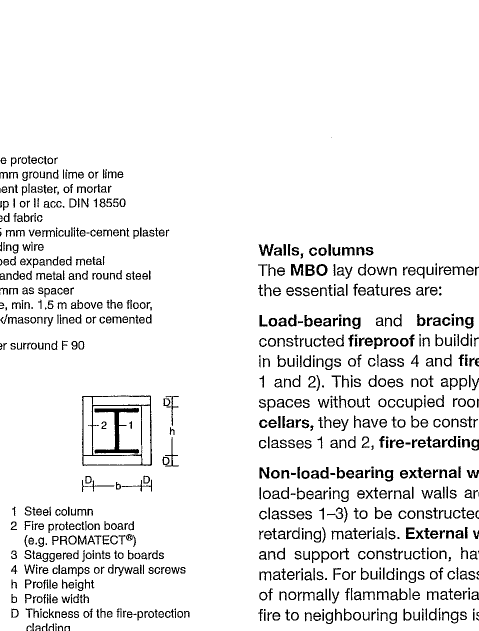 e protector
mm ground lime or lime
ent plaster, of mortar
up I or II acc. DIN 18550
ed fabric
5 mm vermiculite-cement plaster
ding wire
bed expanded metal
anded metal and round steel
mm as spacer
e, min. 1.5 m above the floor,
k/masonry lined or cemented
er surround F 90
D
2 1
h
D
D b D
1 Steel column
2 Fire protection board
(e.g. PROMATECT®)
3 Staggered joints to boards
4 Wire clamps or drywall screws
h Profile height
b Profile width
D Thickness of the fire-protection
cladding
Walls, columns
The MBO lay down requiremen
the essential features are:
Load-bearing and bracing
constructed fireproof in buildin
in buildings of class 4 and fire
1 and 2). This does not apply
spaces without occupied roor
cellars, they have to be constr
classes 1 and 2, fire-retarding
Non-load-bearing external w
load-bearing external walls are
classes 1–3) to be constructed
retarding) materials. External w
and support construction, hav
materials. For buildings of class
of normally flammable materia
fire to neighbouring buildings is